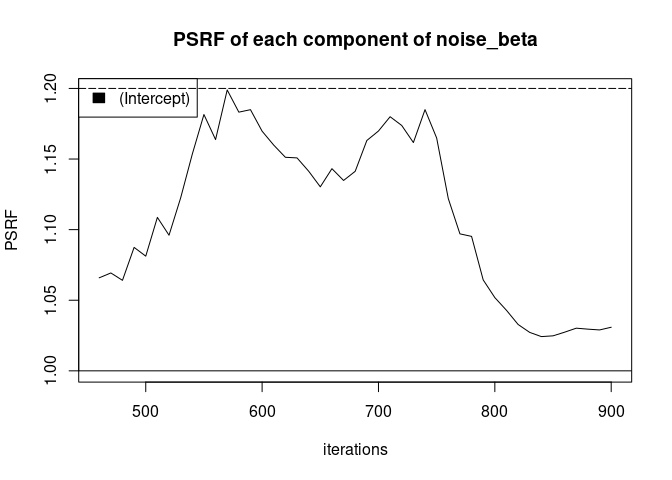 PSRF of each component of noise_beta
(Intercept)
1.20
1.15
1.10
1.05
1.00
PSRF
500 600 700 800 900
iterations